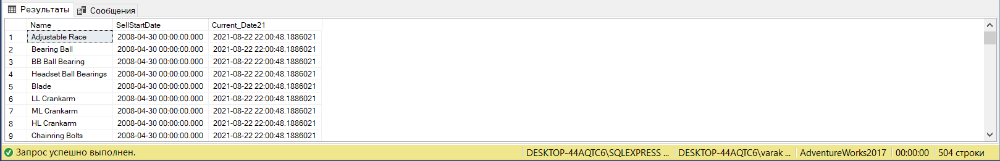 Результаты Сообщения
Name SellStartDate Current_Date21
1 Adjustable Race 2008-04-30 00:00:00.000 2021-08-22 22:00:48.1886021
2 Bearing Ball 2008-04-30 00:00:00.000 2021-08-22 22:00:48.1886021
3 BB Ball Bearing 2008-04-30 00:00:00.000 2021-08-22 22:00:48.1886021
4 Headset Ball Bearings 2008-04-30 00:00:00.000 2021-08-22 22:00:48.1886021
5 Blade 2008-04-30 00:00:00.000 2021-08-22 22:00:48.1886021
6 LL Crankarm 2008-04-30 00:00:00.000 2021-08-22 22:00:48.1886021
7 ML Crankarm 2008-04-30 00:00:00.000 2021-08-22 22:00:48.1886021
8 HL Crankarm 2008-04-30 00:00:00.000 2021-08-22 22:00:48.1886021
9 Chainring Bolts 2008-04-30 00:00:00.000 2021-08-22 22:00:48.1886021
Запрос успешно выполнен. DESKTOP-44AQTC6\SQLEXPRESS ... DESKTOP-44AQTC6\varak ... AdventureWorks2017 00:00:00 504 строки